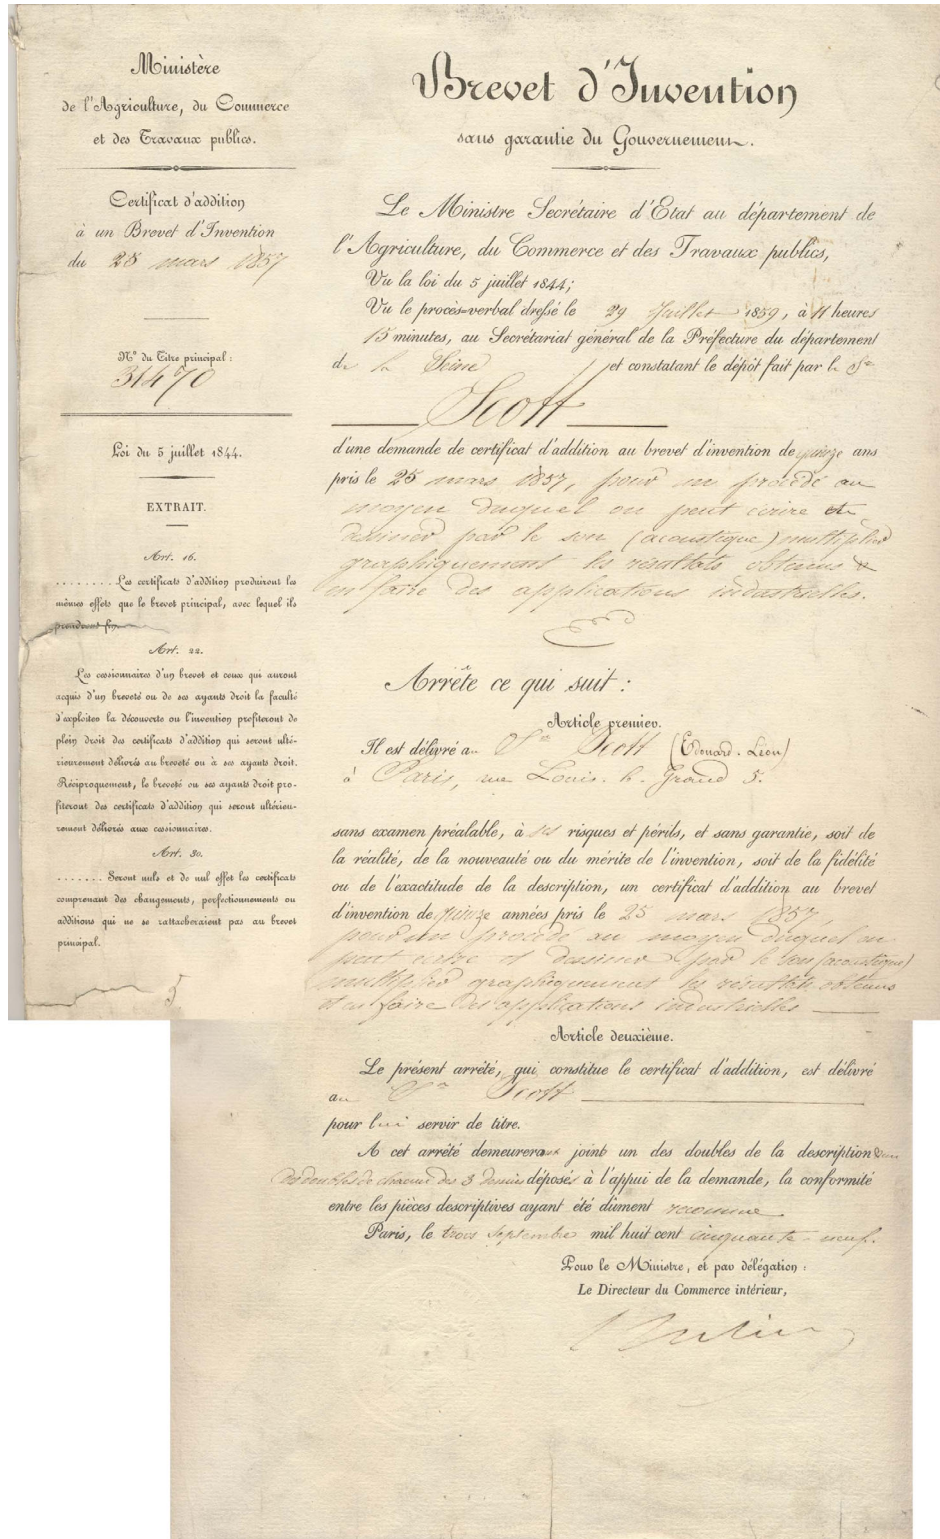 Ministère
de l'Agriculture, du Commerce
et des Travaux publics.
Certificat d'addition
à un Brevet d'Invention
du 25 mars 1857
N° du Titre principal :
31470
Loi du 5 juillet 1844.
EXTRAIT.
Art. 16.
........ Les certificats d'addition produiront les
mêmes effets que le brevet principal, avec lequel ils
prendront fin.
Art. 22.
Les cessionnaires d'un brevet et ceux qui auront
acquis d'un breveté ou de ses ayants droit la faculté
d'exploiter la découverte ou l'invention profiteront de
plein droit des certificats d'addition qui seront ulté-
rieurement délivrés au breveté ou à ses ayants droit.
Réciproquement, le breveté ou ses ayants droit pro-
fiteront des certificats d'addition qui seront ultérieu-
rement délivrés aux cessionnaires.
Art. 30.
....... Seront nuls et de nul effet les certificats
comprenant des changements, perfectionnements ou
additions qui ne se rattacheraient pas au brevet
principal.
5
Brevet d'Invention
sans garantie du Gouvernement.
Le Ministre Secrétaire d'Etat au département de
l'Agriculture, du Commerce et des Travaux publics,
Vu la loi du 5 juillet 1844;
Vu le procès-verbal dressé le 29 Juillet 1859, à 11 heures
15 minutes, au Secrétariat général de la Préfecture du département
de la Seine et constatant le dépôt fait par le Sr
Scott
d'une demande de certificat d'addition au brevet d'invention de quinze ans
pris le 25 mars 1857, pour un procédé au
moyen duquel on peut écrire et
dessiner par le son (acoustique) multiplier
graphiquement les résultats obtenus &
en faire des applications industrielles.
Arrête ce qui suit :
Article premier.
Il est délivré au Sr Scott (Edouard-Léon)
à Paris, rue Louis-le-Grand 5.
sans examen préalable, à ses risques et périls, et sans garantie, soit de
la réalité, de la nouveauté ou du mérite de l'invention, soit de la fidélité
ou de l'exactitude de la description, un certificat d'addition au brevet
d'invention de quinze années pris le 25 mars 1857,
pour un procédé au moyen duquel on
peut écrire et dessiner par le son (acoustique)
multiplier graphiquement les résultats obtenus
et en faire des applications industrielles
Article deuxième.
Le présent arrêté, qui constitue le certificat d'addition, est délivré
au Sr Scott
pour lui servir de titre.
A cet arrêté demeureront joint un des doubles de la description & un
des doubles de chacun des 3 dessins déposés à l'appui de la demande, la conformité
entre les pièces descriptives ayant été dûment reconnue.
Paris, le trois septembre mil huit cent cinquante-neuf.
Pour le Ministre, et par délégation :
Le Directeur du Commerce intérieur,